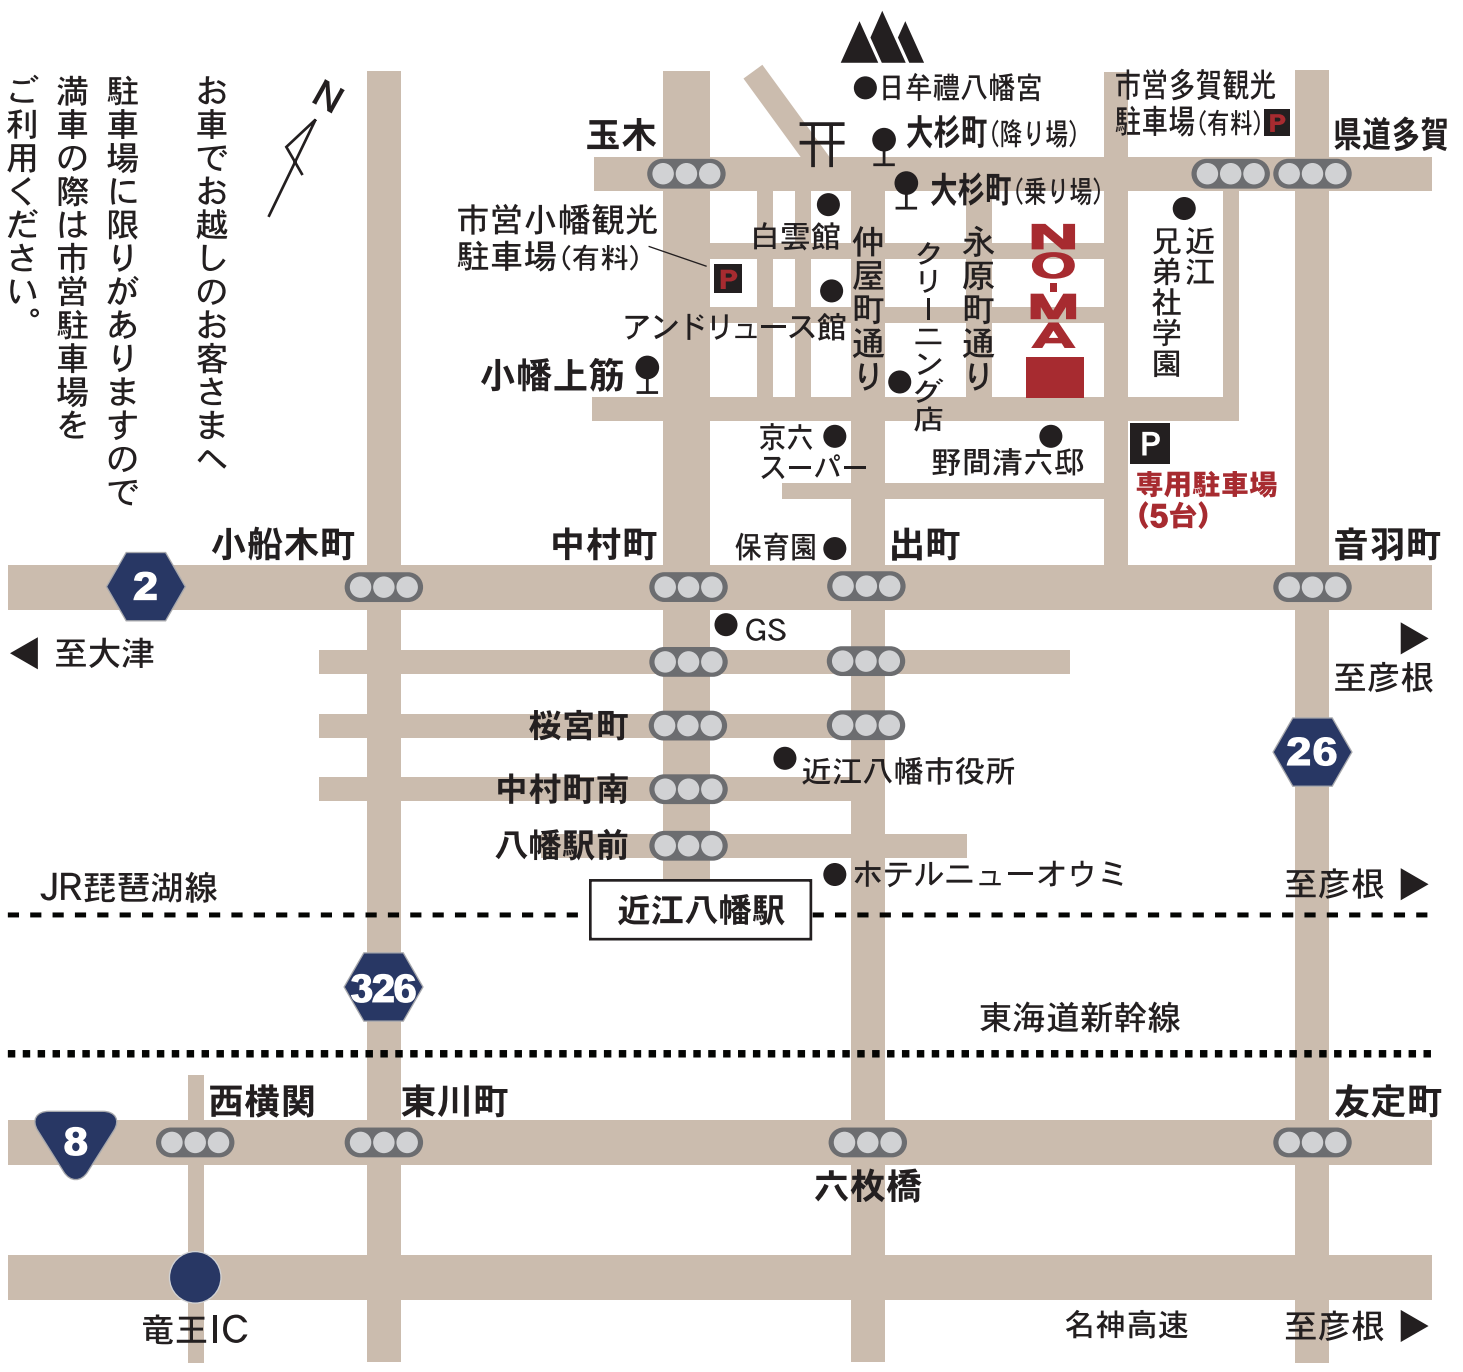 お車でお越しのお客さまへ
駐車場に限りがありますので
満車の際は市営駐車場を
ご利用ください。
N
日牟禮八幡宮
大杉町(降り場)
大杉町(乗り場)
市営多賀観光
駐車場(有料)P
県道多賀
玉木
市営小幡観光
駐車場(有料)
P
白雲館
アンドリュース館
仲屋町通り
クリーニング店
永原町通り
NO-MA
近江
兄弟社学園
小幡上筋
京六
スーパー
野間清六邸
P
専用駐車場
(5台)
小船木町
中村町
保育園
出町
音羽町
2
GS
至大津
至彦根
桜宮町
26
近江八幡市役所
中村町南
八幡駅前
ホテルニューオウミ
JR琵琶湖線
至彦根
近江八幡駅
326
東海道新幹線
西横関
東川町
友定町
8
六枚橋
竜王IC
名神高速
至彦根